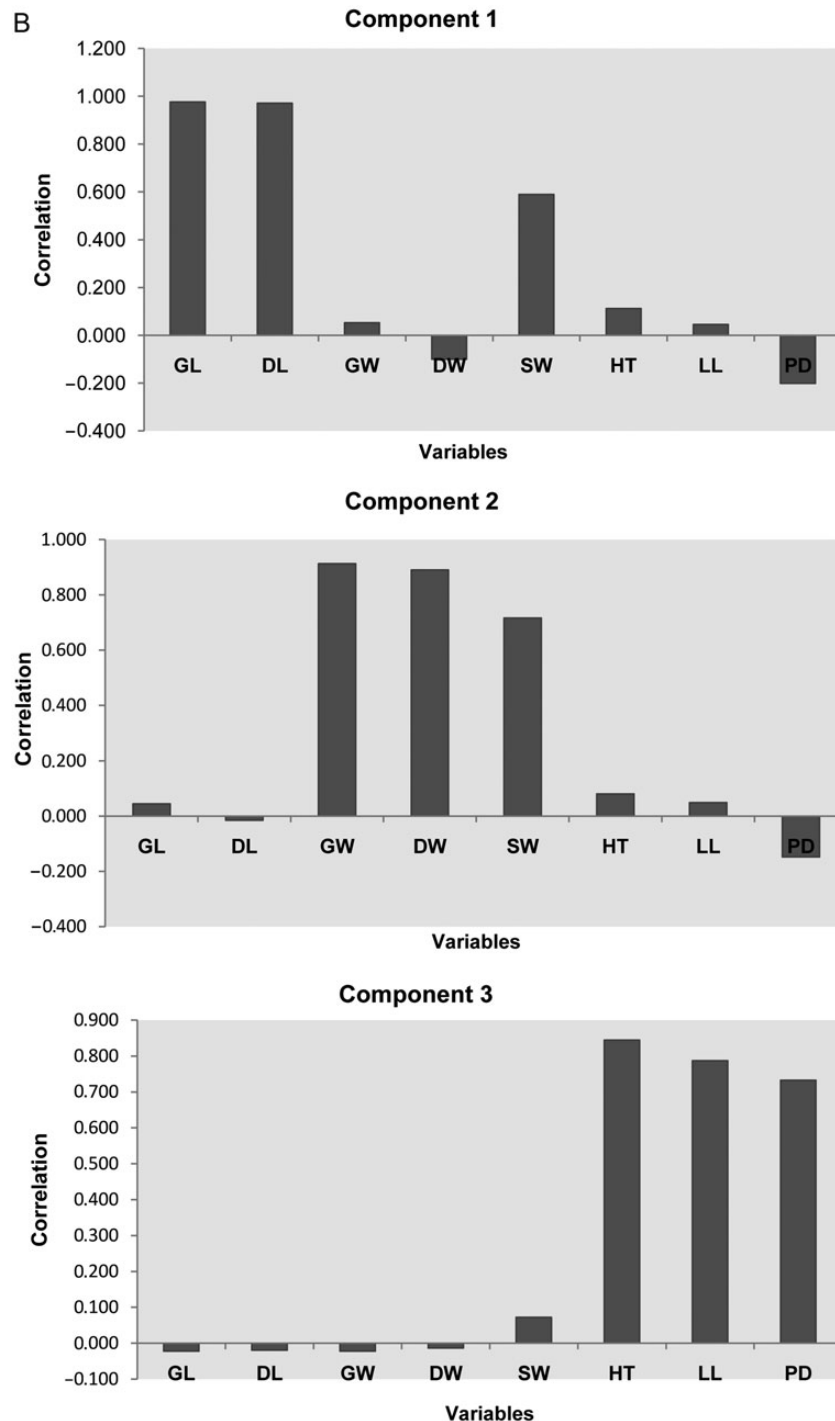 B
Component 1
1.200
1.000
0.800
0.600
0.400
0.200
0.000
−0.200
−0.400
Correlation
GL DL GW DW SW HT LL PD
Variables
Component 2
1.000
0.800
0.600
0.400
0.200
0.000
−0.200
−0.400
Correlation
GL DL GW DW SW HT LL PD
Variables
Component 3
0.900
0.800
0.700
0.600
0.500
0.400
0.300
0.200
0.100
0.000
−0.100
Correlation
GL DL GW DW SW HT LL PD
Variables